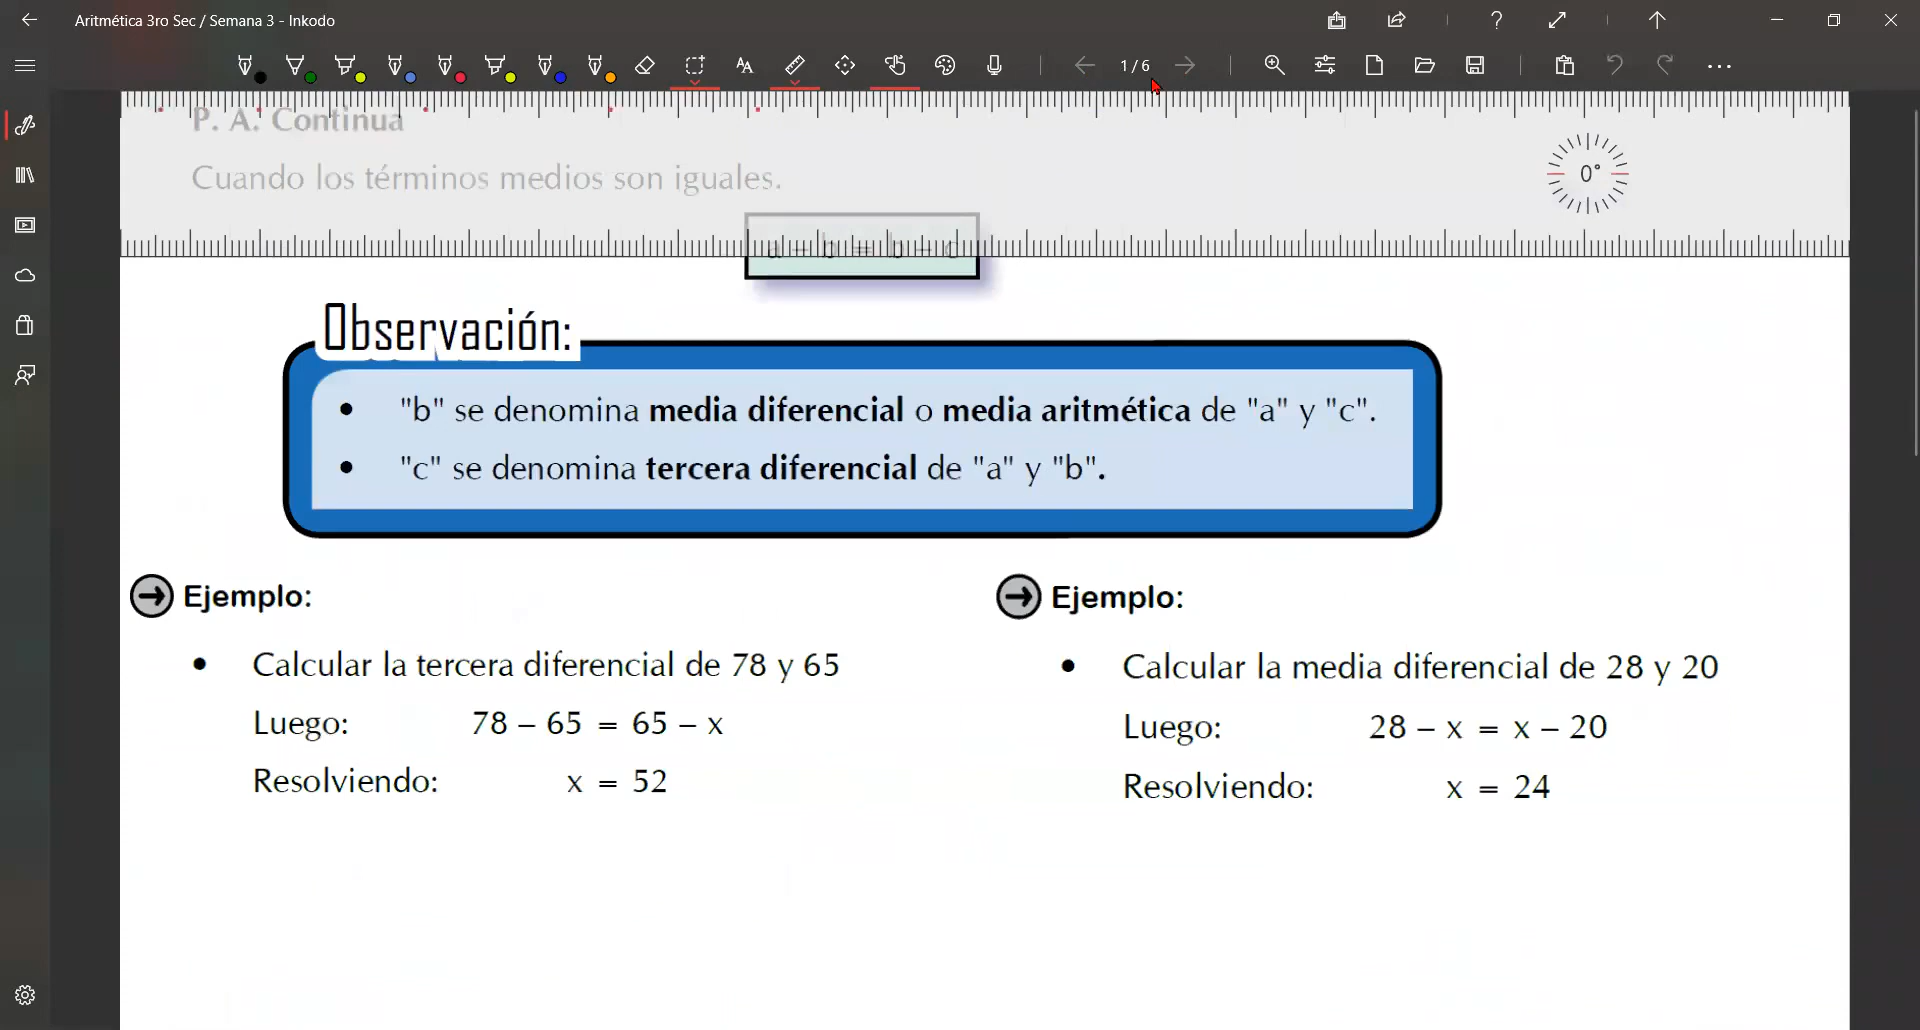 Aritmética 3ro Sec / Semana 3 - Inkodo
1 / 6
P. A. Continua
Cuando los términos medios son iguales.
0°
a – b = b – c
Observación:
• "b" se denomina media diferencial o media aritmética de "a" y "c".
• "c" se denomina tercera diferencial de "a" y "b".
Ejemplo:
• Calcular la tercera diferencial de 78 y 65
Luego: 78 – 65 = 65 – x
Resolviendo: x = 52
Ejemplo:
• Calcular la media diferencial de 28 y 20
Luego: 28 – x = x – 20
Resolviendo: x = 24